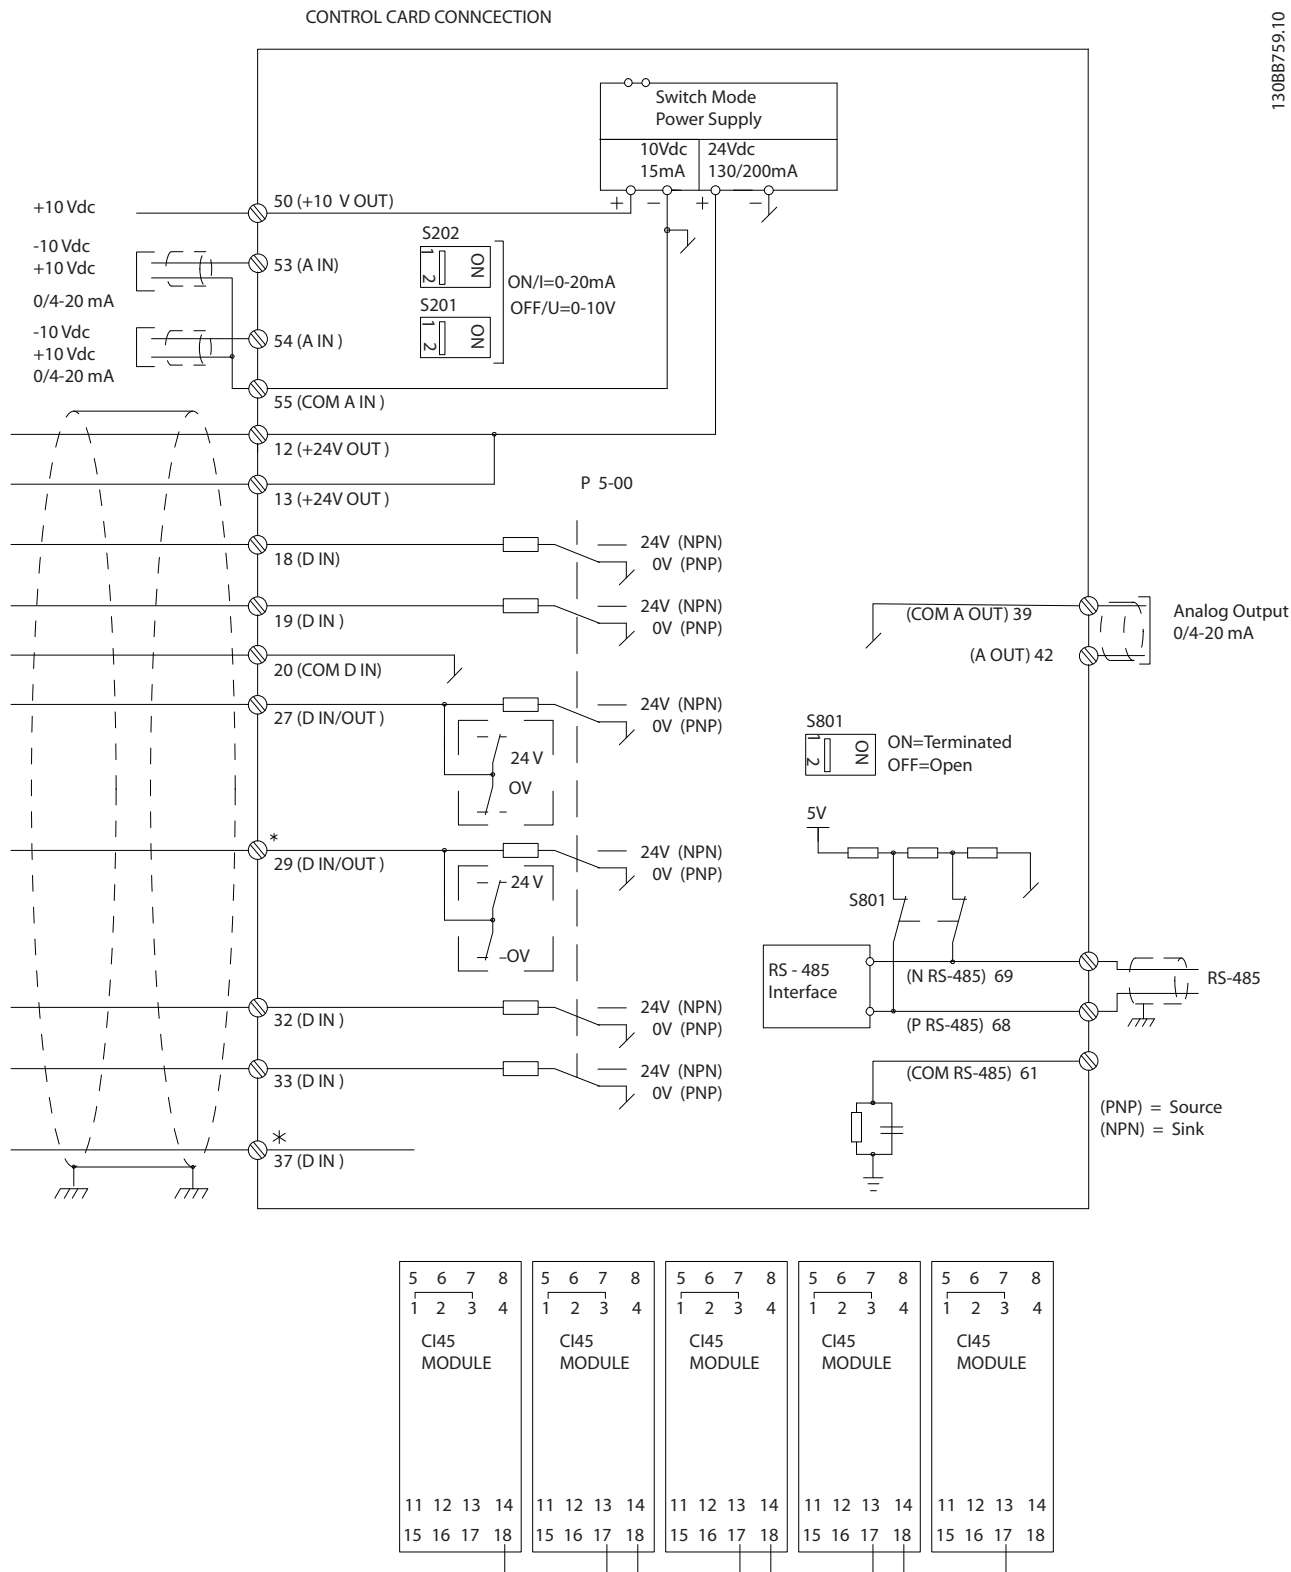 CONTROL CARD CONNCECTION
130BB759.10
Switch Mode
Power Supply
10Vdc
15mA
24Vdc
130/200mA
+ − + −
+10 Vdc
50 (+10 V OUT)
-10 Vdc
+10 Vdc
0/4-20 mA
53 (A IN)
S202
1
2
ON
ON/I=0-20mA
OFF/U=0-10V
S201
1
2
ON
-10 Vdc
+10 Vdc
0/4-20 mA
54 (A IN )
55 (COM A IN )
12 (+24V OUT )
13 (+24V OUT )
P 5-00
18 (D IN)
24V (NPN)
0V (PNP)
19 (D IN )
24V (NPN)
0V (PNP)
20 (COM D IN)
27 (D IN/OUT )
24V (NPN)
0V (PNP)
24 V
OV
*
29 (D IN/OUT )
24V (NPN)
0V (PNP)
24 V
OV
32 (D IN )
24V (NPN)
0V (PNP)
33 (D IN )
24V (NPN)
0V (PNP)
*
37 (D IN )
(COM A OUT) 39
(A OUT) 42
Analog Output
0/4-20 mA
S801
1
2
ON
ON=Terminated
OFF=Open
5V
S801
RS - 485
Interface
(N RS-485) 69
RS-485
(P RS-485) 68
(COM RS-485) 61
(PNP) = Source
(NPN) = Sink
5 6 7 8
1 2 3 4
CI45
MODULE
11 12 13 14
15 16 17 18
5 6 7 8
1 2 3 4
CI45
MODULE
11 12 13 14
15 16 17 18
5 6 7 8
1 2 3 4
CI45
MODULE
11 12 13 14
15 16 17 18
5 6 7 8
1 2 3 4
CI45
MODULE
11 12 13 14
15 16 17 18
5 6 7 8
1 2 3 4
CI45
MODULE
11 12 13 14
15 16 17 18